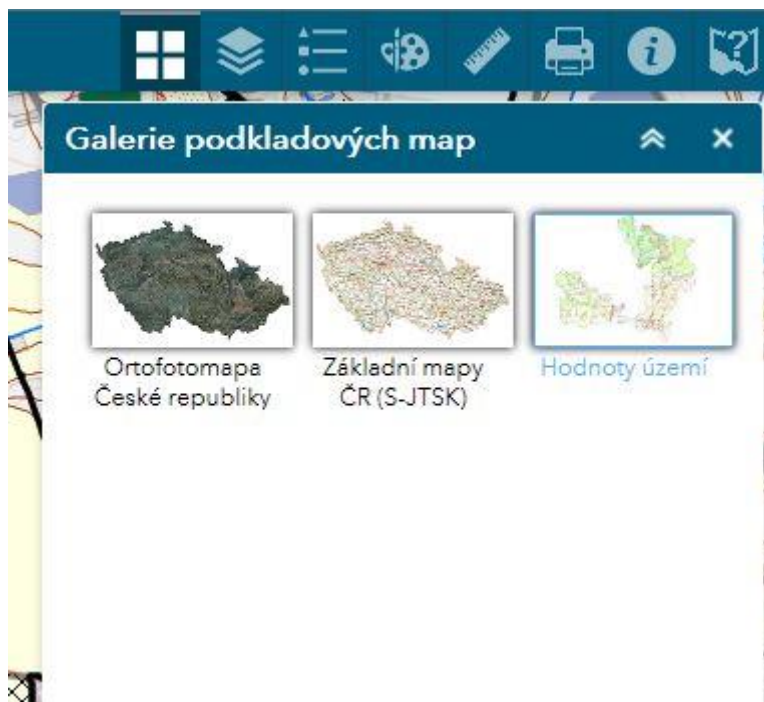 Galerie podkladových map
Ortofotomapa
České republiky
Základní mapy
ČR (S-JTSK)
Hodnoty území